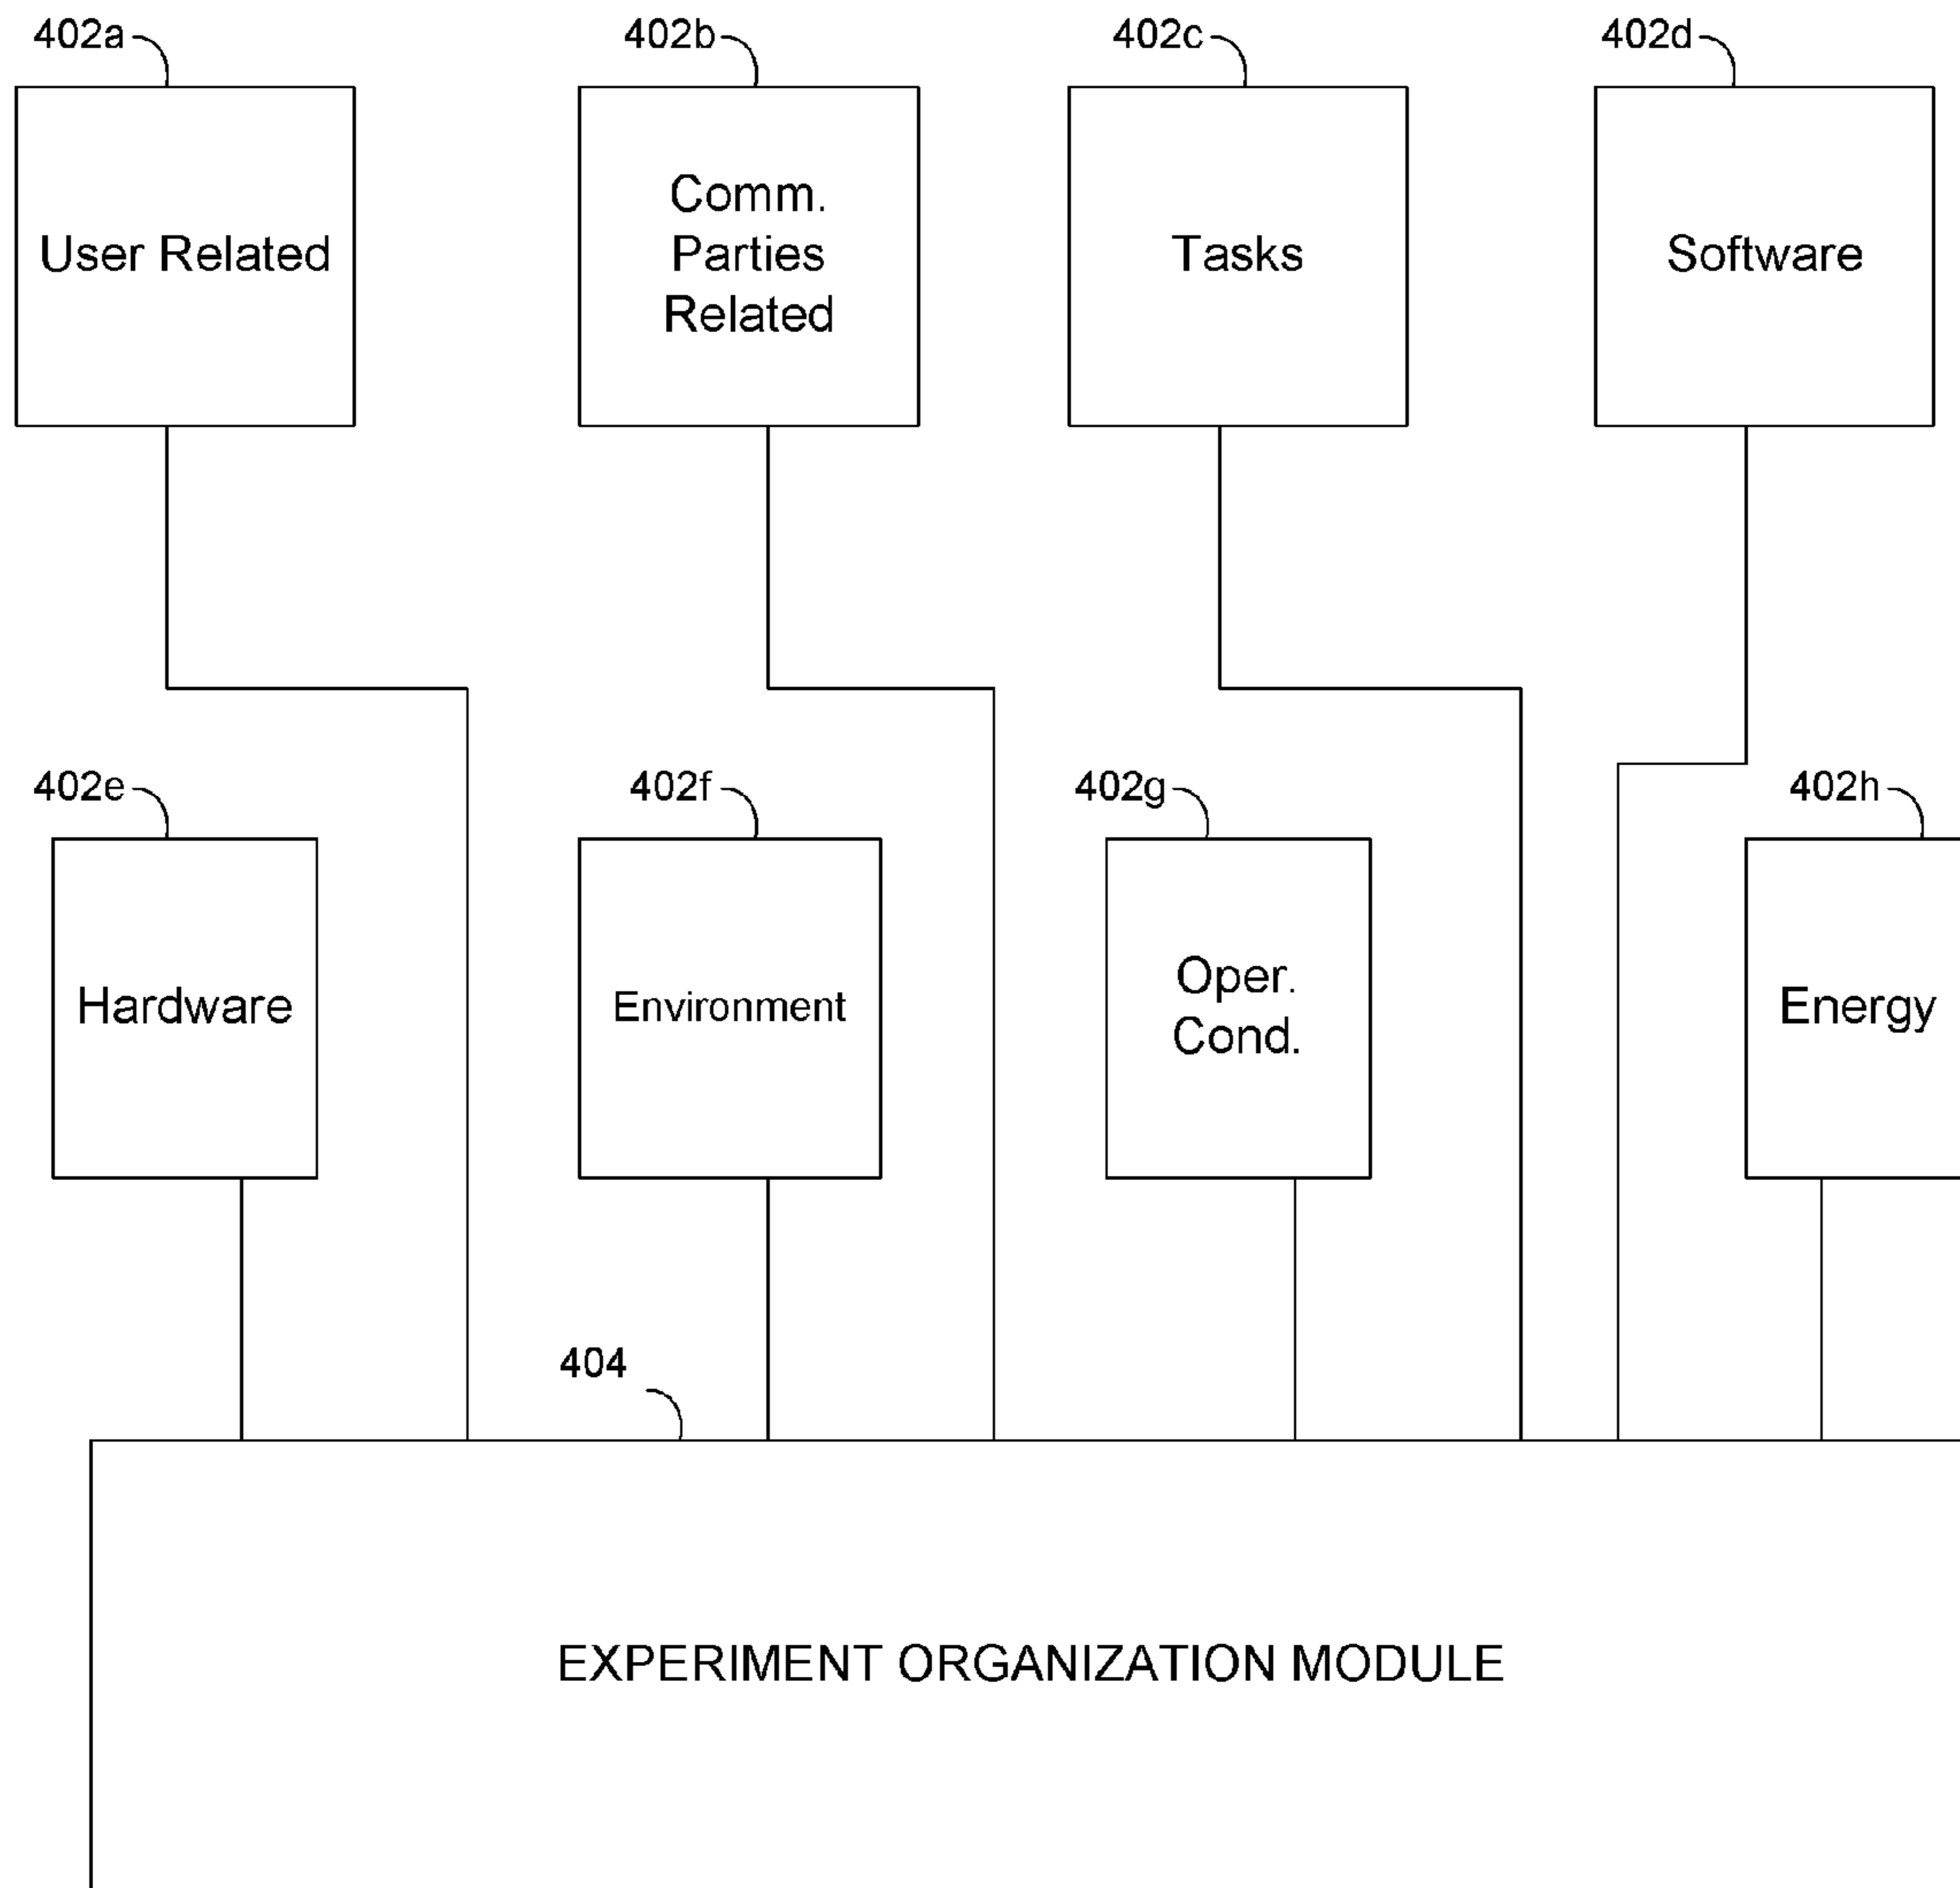 402a
402b
402c
402d
User Related
Comm.
Parties
Related
Tasks
Software
402e
402f
402g
402h
Hardware
Environment
Oper.
Cond.
Energy
404
EXPERIMENT ORGANIZATION MODULE